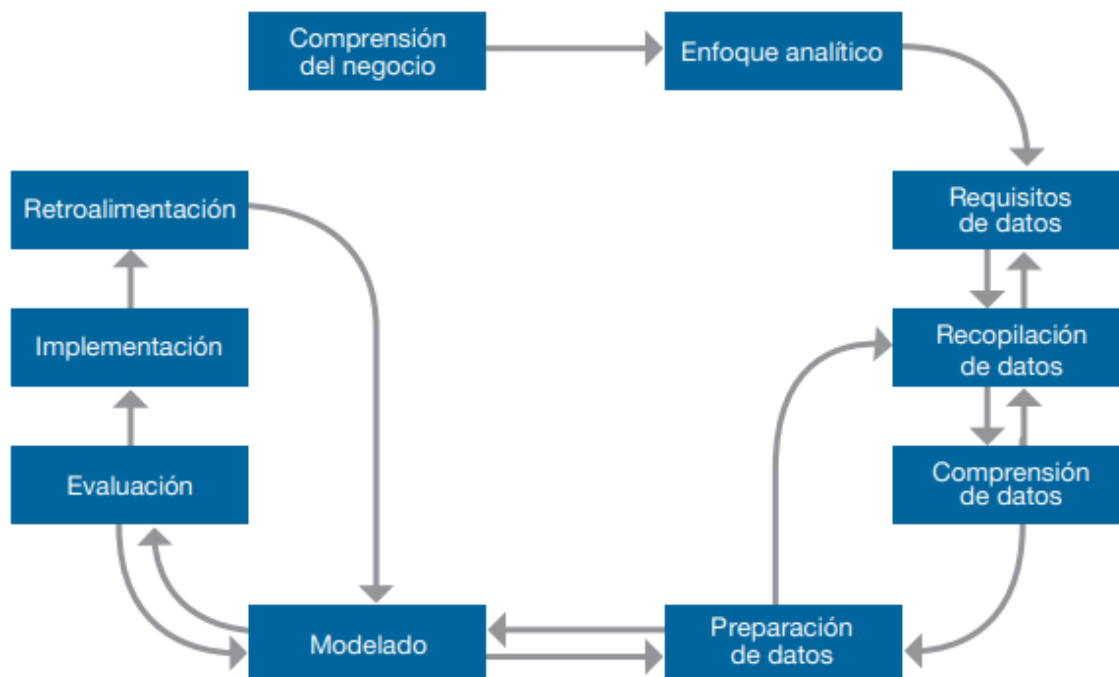 Comprensión
del negocio
Enfoque analítico
Requisitos
de datos
Recopilación
de datos
Comprensión
de datos
Preparación
de datos
Modelado
Evaluación
Implementación
Retroalimentación